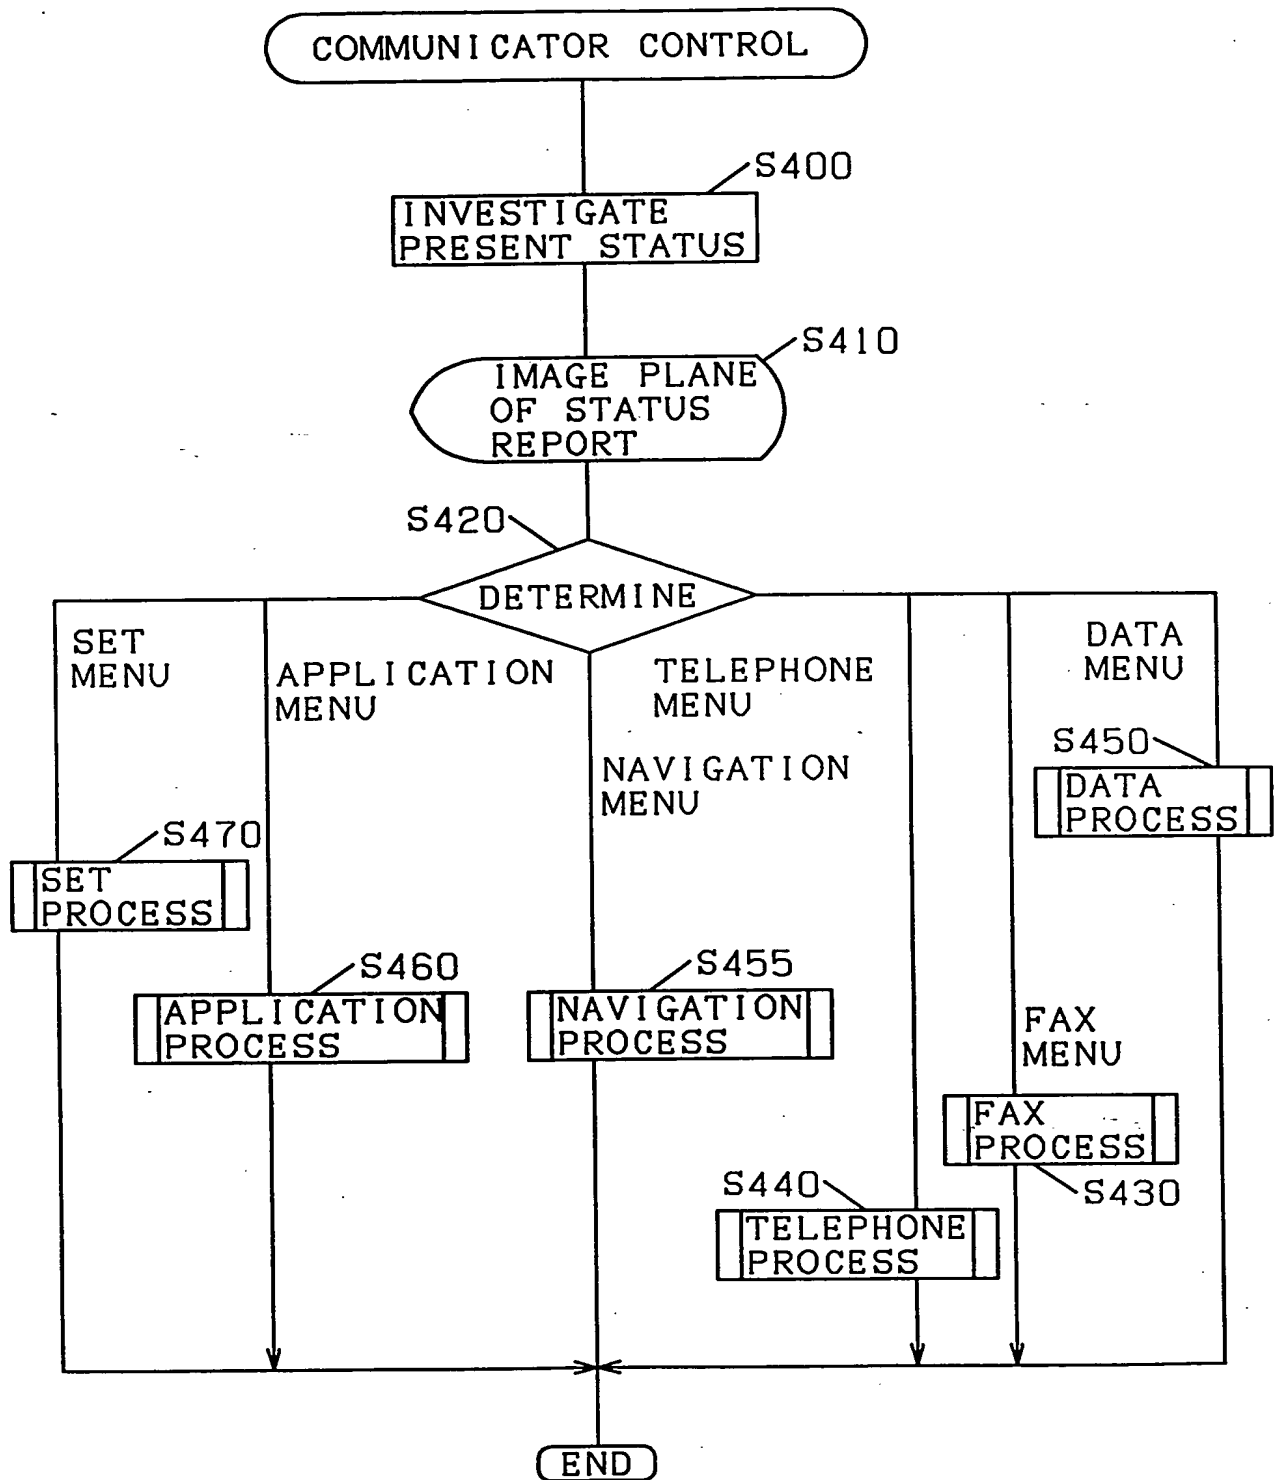 COMMUNICATOR CONTROL
S400
INVESTIGATE
PRESENT STATUS
S410
IMAGE PLANE
OF STATUS
REPORT
S420
DETERMINE
SET
MENU
APPLICATION
MENU
TELEPHONE
MENU
DATA
MENU
NAVIGATION
MENU
S450
DATA
PROCESS
S470
SET
PROCESS
S460
APPLICATION
PROCESS
S455
NAVIGATION
PROCESS
FAX
MENU
FAX
PROCESS
S430
S440
TELEPHONE
PROCESS
END